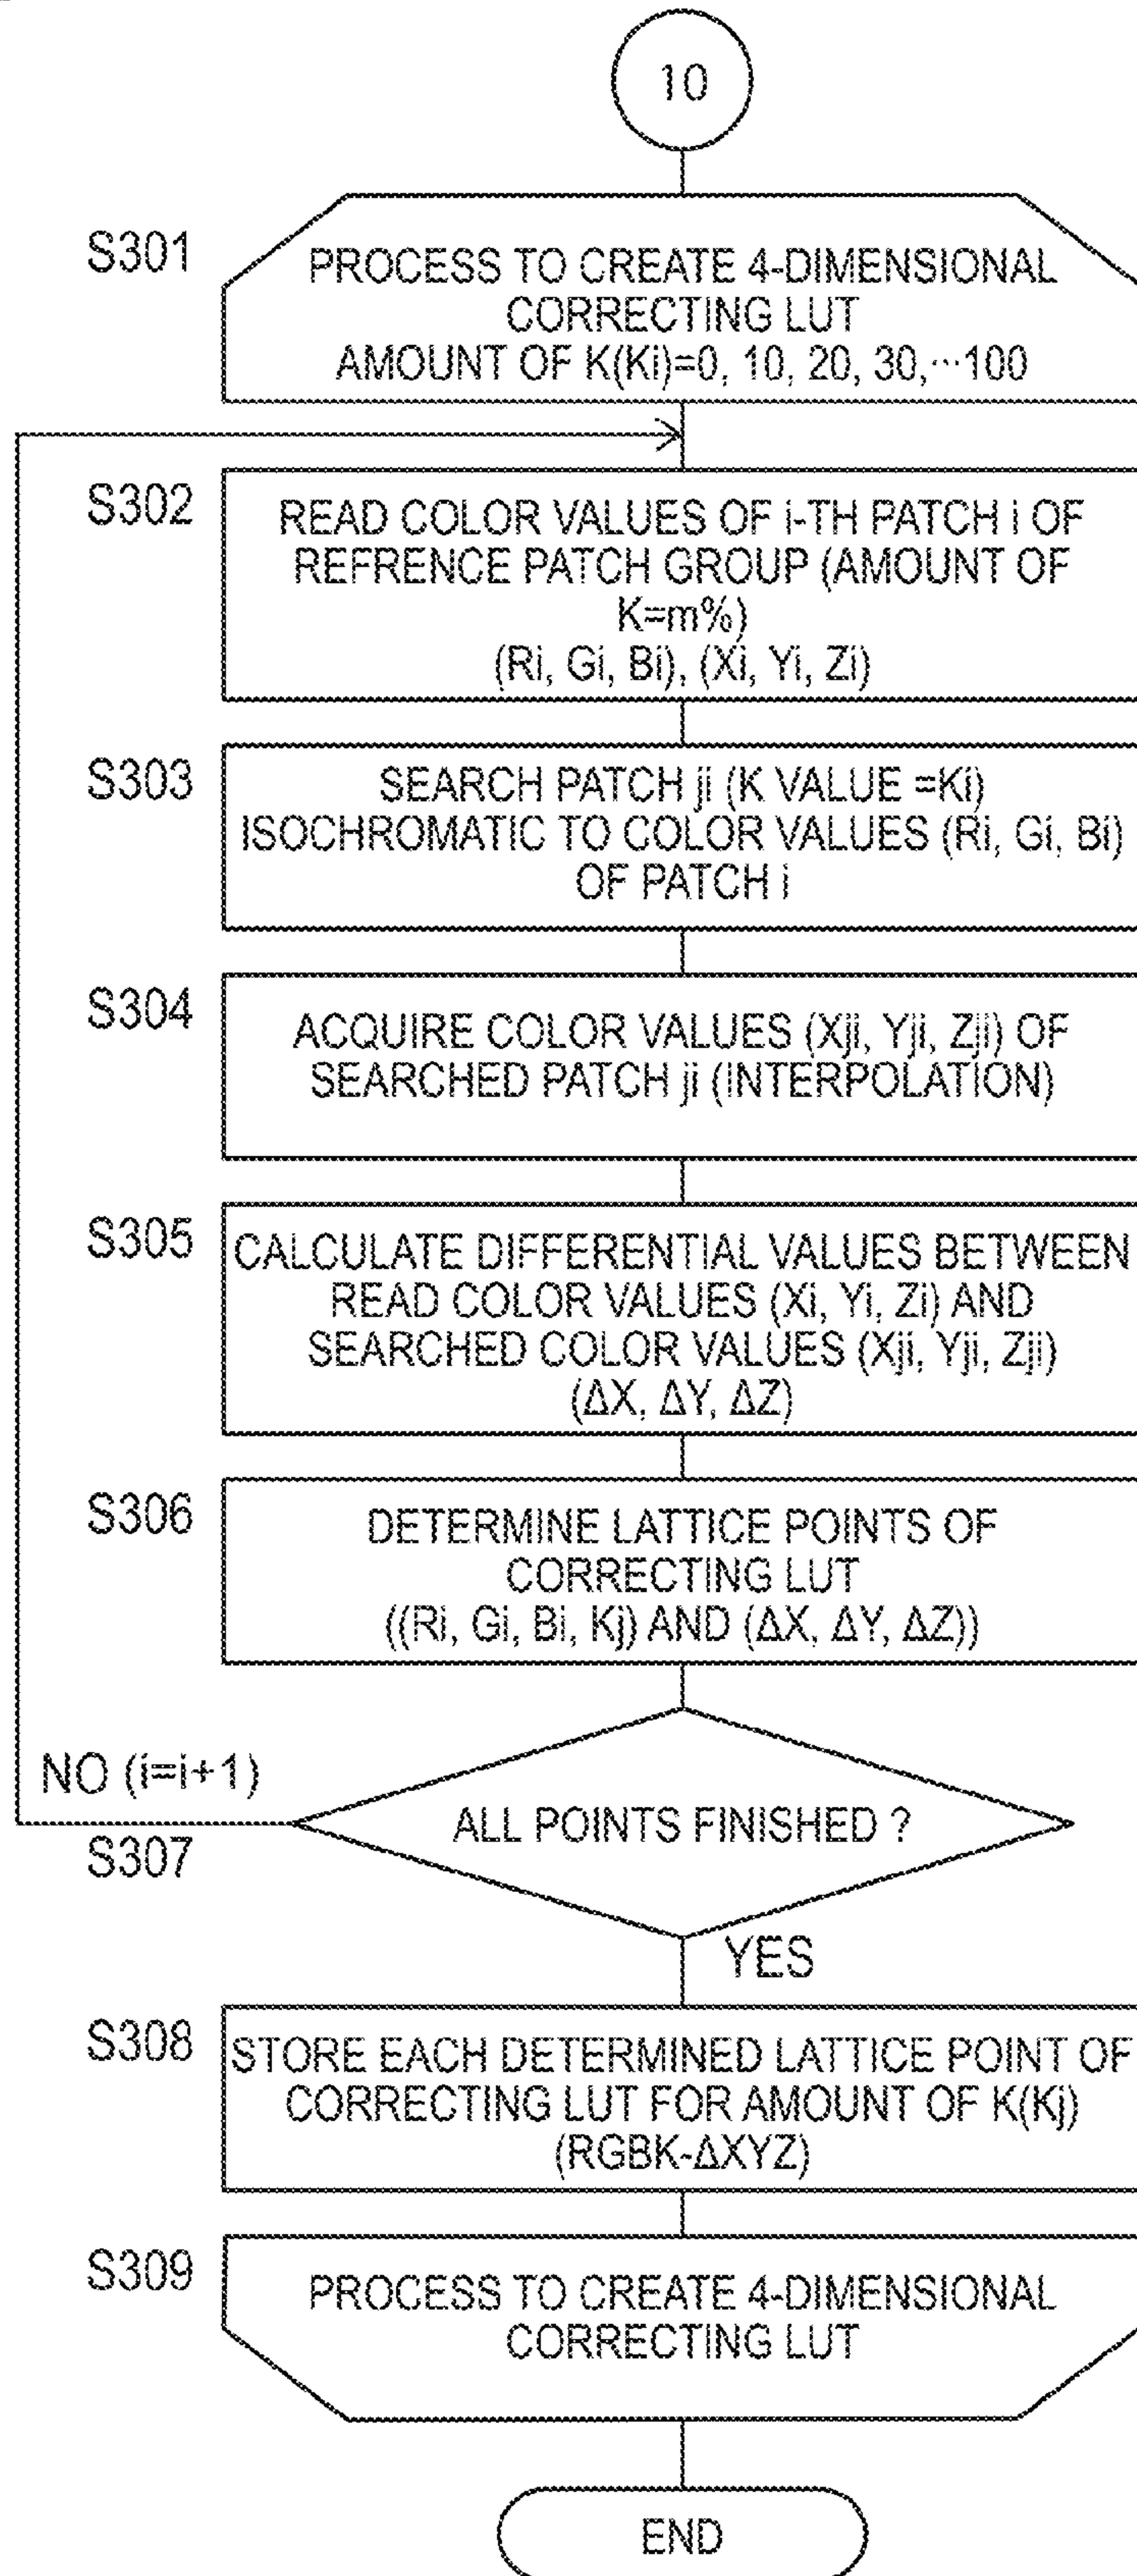 10
S301
PROCESS TO CREATE 4-DIMENSIONAL
CORRECTING LUT
AMOUNT OF K(Ki)=0, 10, 20, 30,···100
S302
READ COLOR VALUES OF i-TH PATCH i OF
REFRENCE PATCH GROUP (AMOUNT OF
K=m%)
(Ri, Gi, Bi), (Xi, Yi, Zi)
S303
SEARCH PATCH ji (K VALUE =Ki)
ISOCHROMATIC TO COLOR VALUES (Ri, Gi, Bi)
OF PATCH i
S304
ACQUIRE COLOR VALUES (Xji, Yji, Zji) OF
SEARCHED PATCH ji (INTERPOLATION)
S305
CALCULATE DIFFERENTIAL VALUES BETWEEN
READ COLOR VALUES (Xi, Yi, Zi) AND
SEARCHED COLOR VALUES (Xji, Yji, Zji)
(ΔX, ΔY, ΔZ)
S306
DETERMINE LATTICE POINTS OF
CORRECTING LUT
((Ri, Gi, Bi, Kj) AND (ΔX, ΔY, ΔZ))
NO (i=i+1)
S307
ALL POINTS FINISHED ?
YES
S308
STORE EACH DETERMINED LATTICE POINT OF
CORRECTING LUT FOR AMOUNT OF K(Kj)
(RGBK-ΔXYZ)
S309
PROCESS TO CREATE 4-DIMENSIONAL
CORRECTING LUT
END